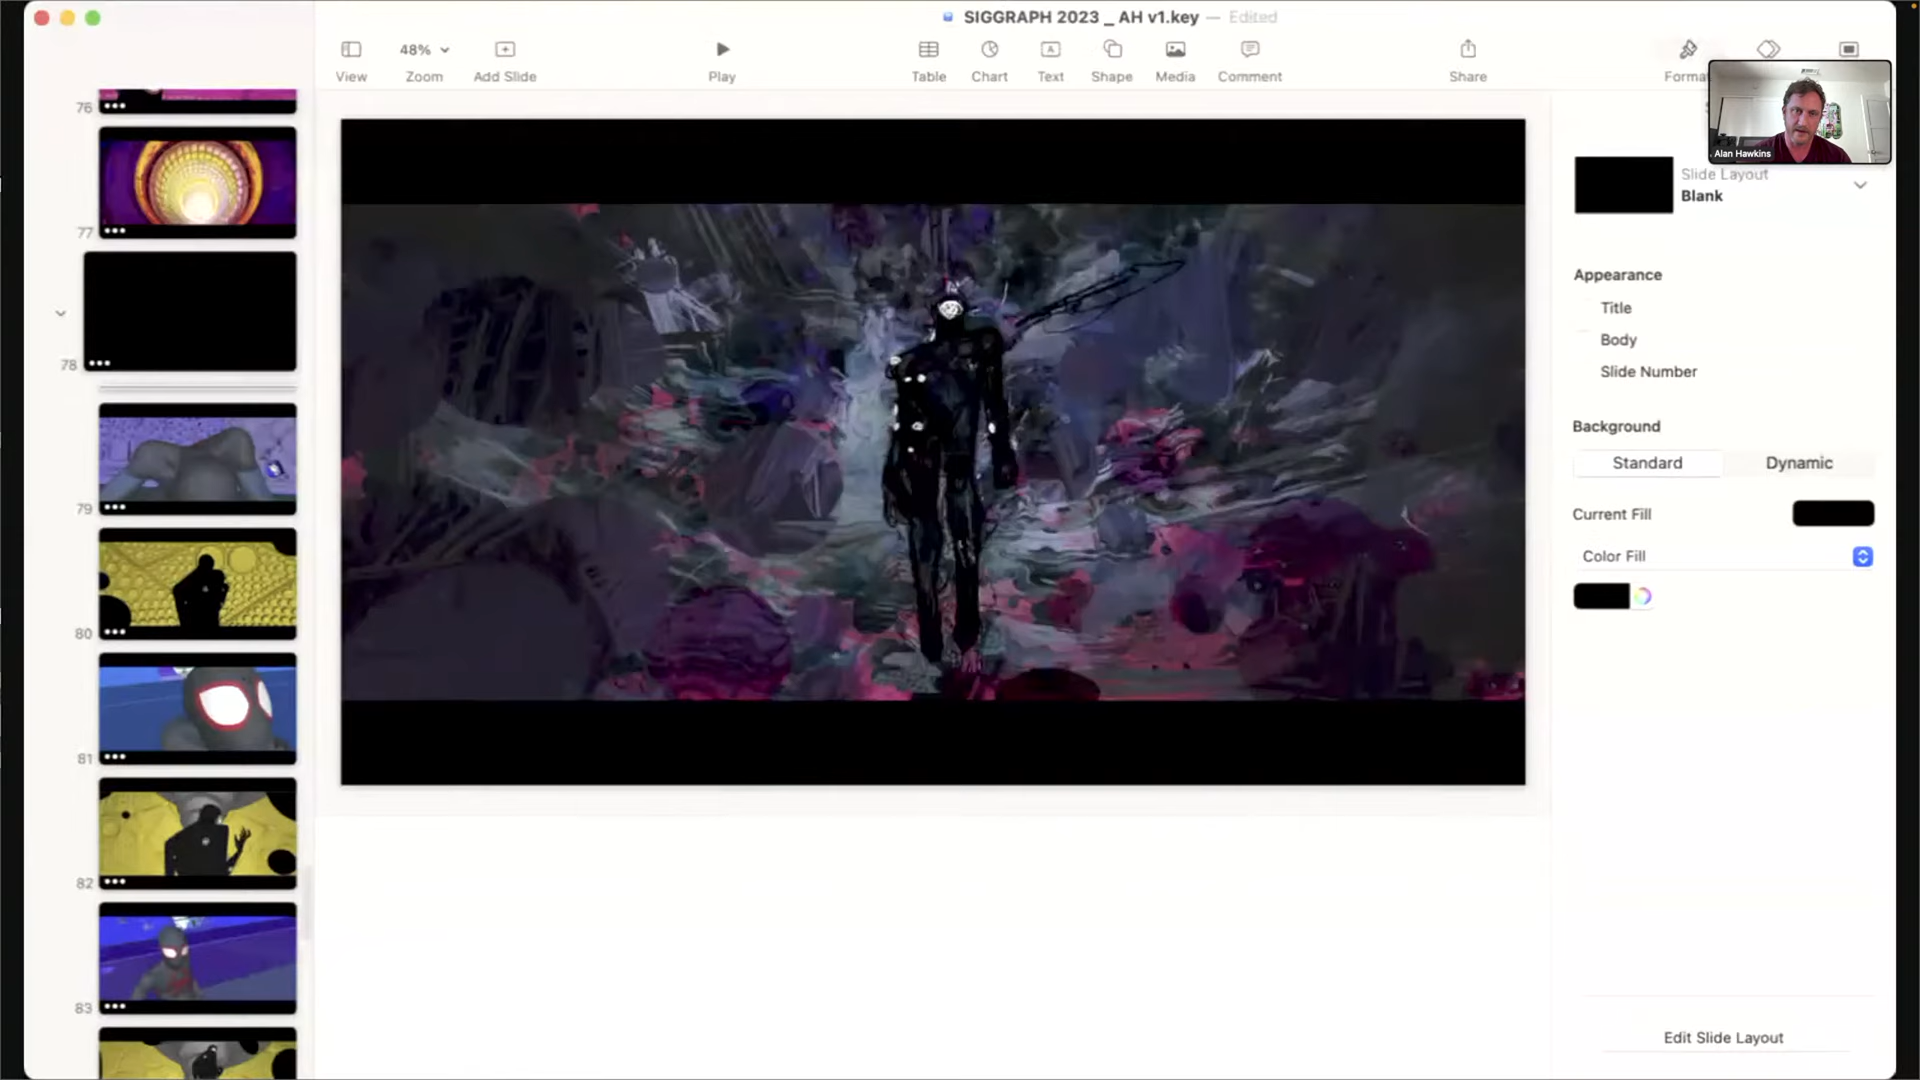 SIGGRAPH 2023 _ AH v1.key — Edited
48%
View
Zoom
Add Slide
Play
Table
Chart
Text
Shape
Media
Comment
Share
Format
Alan Hawkins
76
77
78
79
80
81
82
83
Slide Layout
Blank
Appearance
Title
Body
Slide Number
Background
Standard
Dynamic
Current Fill
Color Fill
Edit Slide Layout